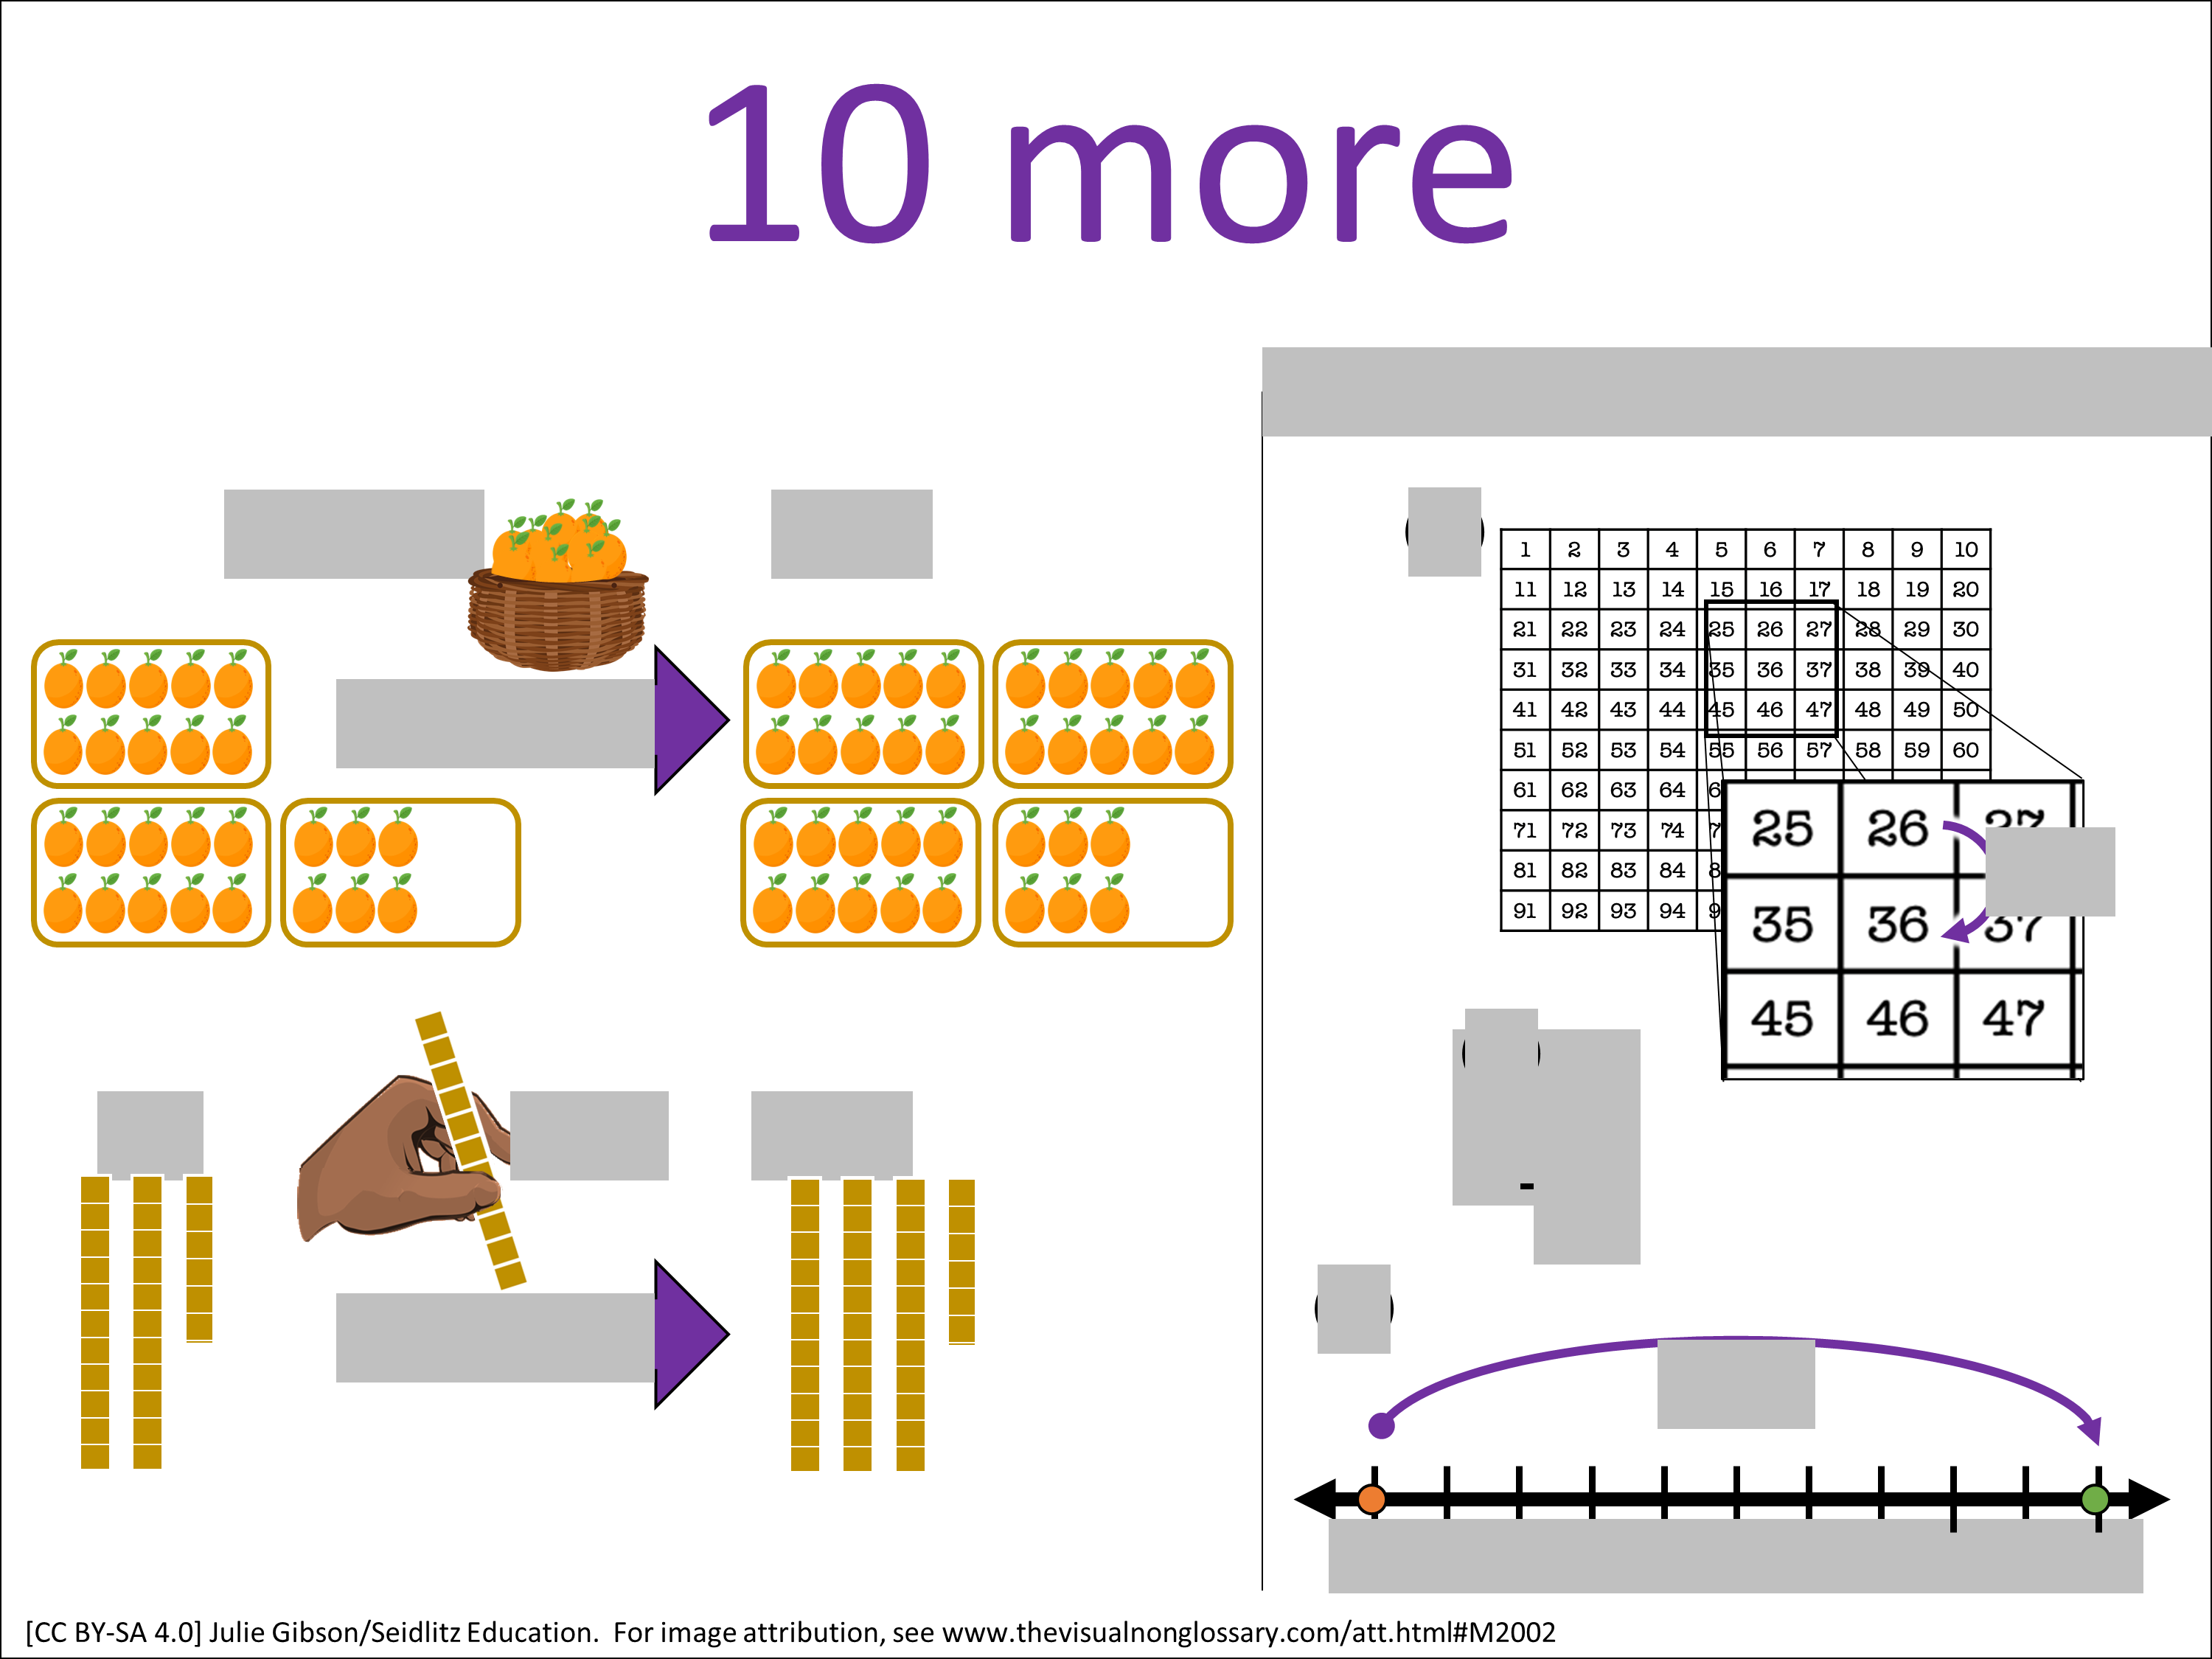 10 more
1 2 3 4 5 6 7 8 9 10
11 12 13 14 15 16 17 18 19 20
21 22 23 24 25 26 27 28 29 30
31 32 33 34 35 36 37 38 39 40
41 42 43 44 45 46 47 48 49 50
51 52 53 54 55 56 57 58 59 60
61 62 63 64
71 72 73 74
81 82 83 84
91 92 93 94
25 26 27
35 36 37
45 46 47
[CC BY-SA 4.0] Julie Gibson/Seidlitz Education. For image attribution, see www.thevisualnonglossary.com/att.html#M2002